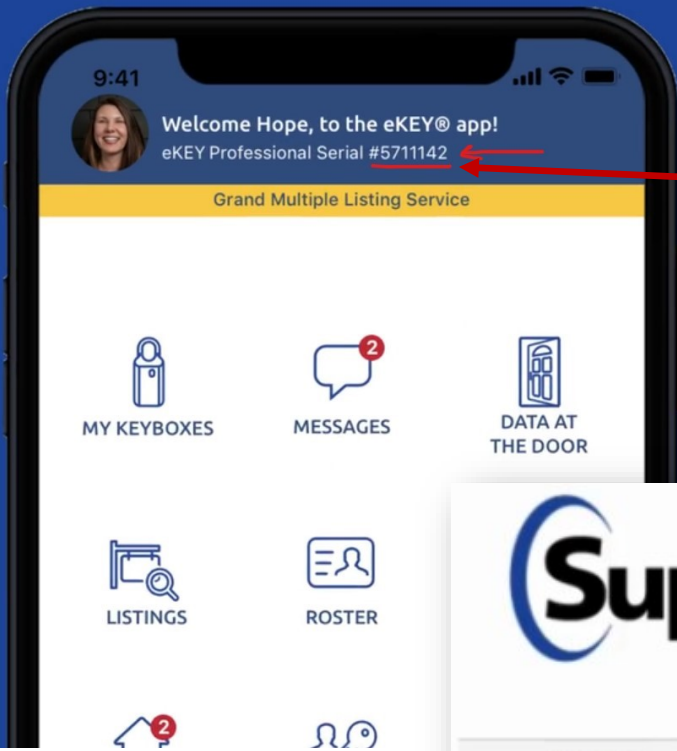 9:41
Welcome Hope, to the eKEY® app!
eKEY Professional Serial #5711142
Grand Multiple Listing Service
2
MY KEYBOXES
MESSAGES
DATA AT
THE DOOR
LISTINGS
ROSTER
Sup
2